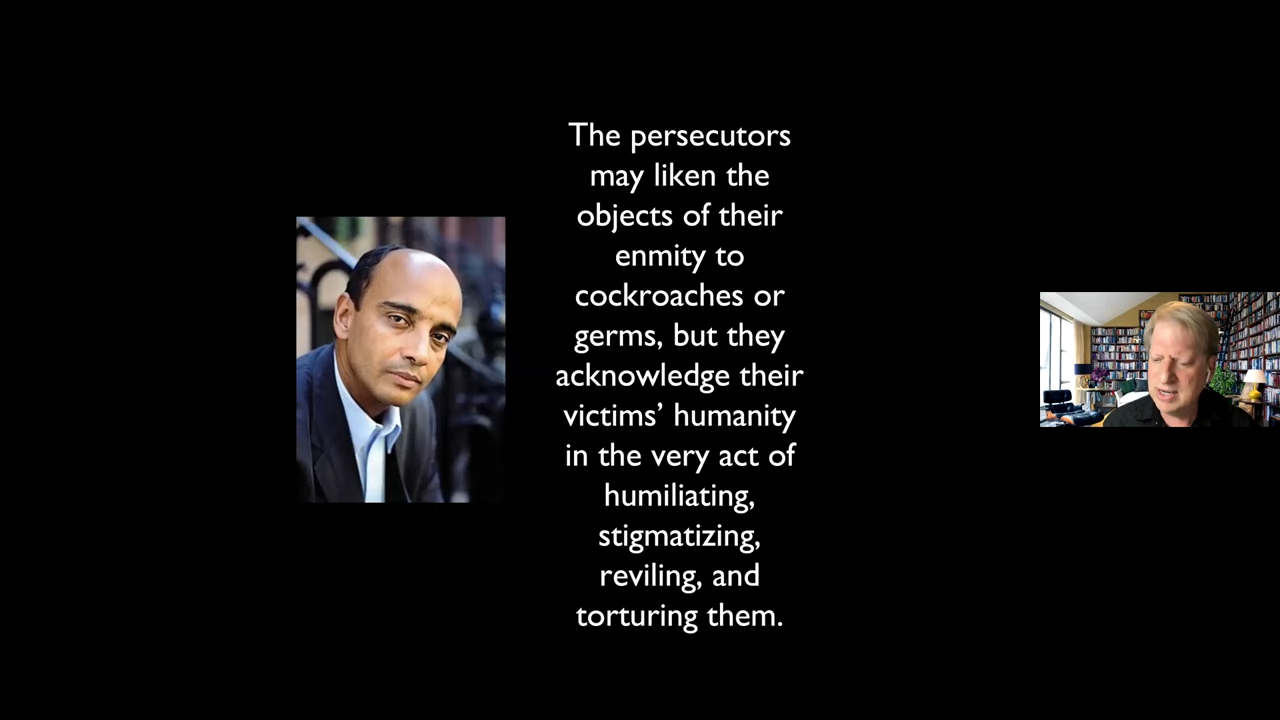 The persecutors
may liken the
objects of their
enmity to
cockroaches or
germs, but they
acknowledge their
victims’ humanity
in the very act of
humiliating,
stigmatizing,
reviling, and
torturing them.